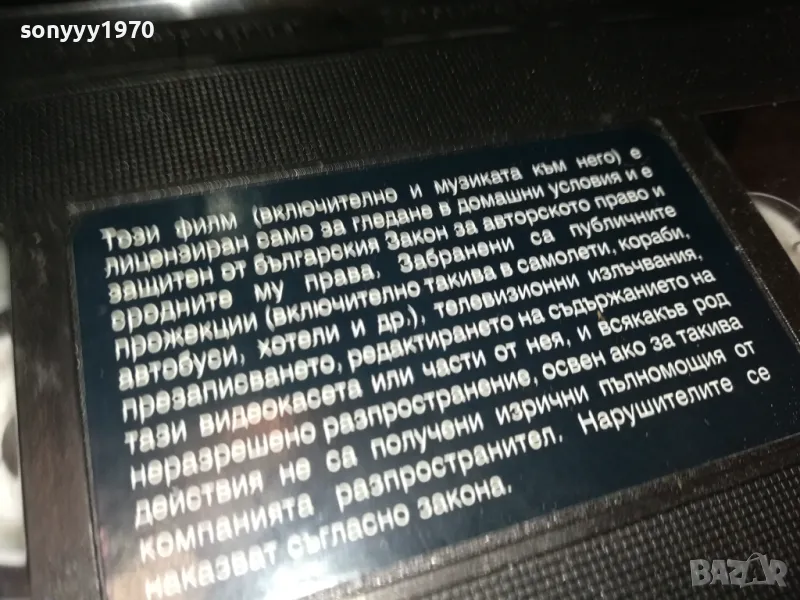 sonyyy1970
Този филм (включително и музиката към него) е
лицензиран само за гледане в домашни условия и е
защитен от българския Закон за авторското право и
сродните му права. Забранени са публичните
прожекции (включително такива в самолети, кораби,
автобуси, хотели и др.), телевизионни излъчвания,
презаписването, редактирането на съдържанието на
тази видеокасета или части от нея, и всякакъв род
неразрешено разпространение, освен ако за такива
действия не са получени изрични пълномощия от
компанията разпространител. Нарушителите се
наказват съгласно закона.
BAZAR